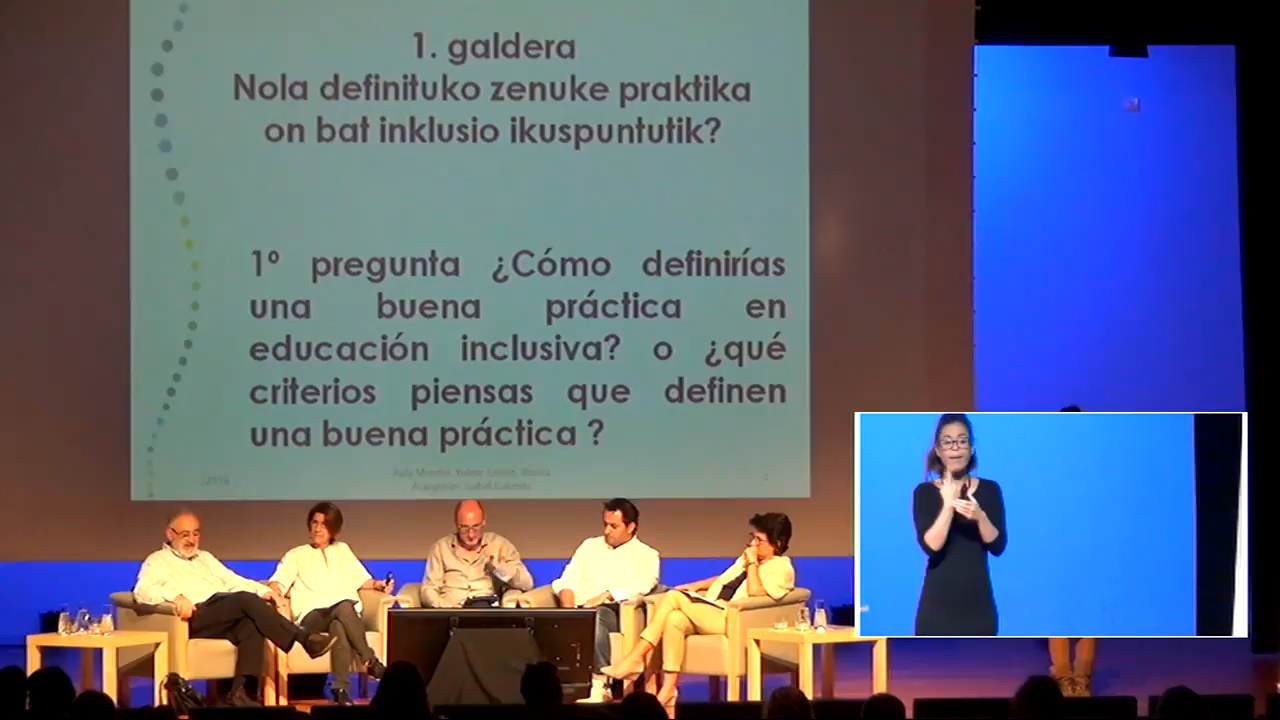 1. galdera
Nola definituko zenuke praktika
on bat inklusio ikuspuntutik?
1º pregunta ¿Cómo definirías
una buena práctica en
educación inclusiva? o ¿qué
criterios piensas que definen
una buena práctica ?